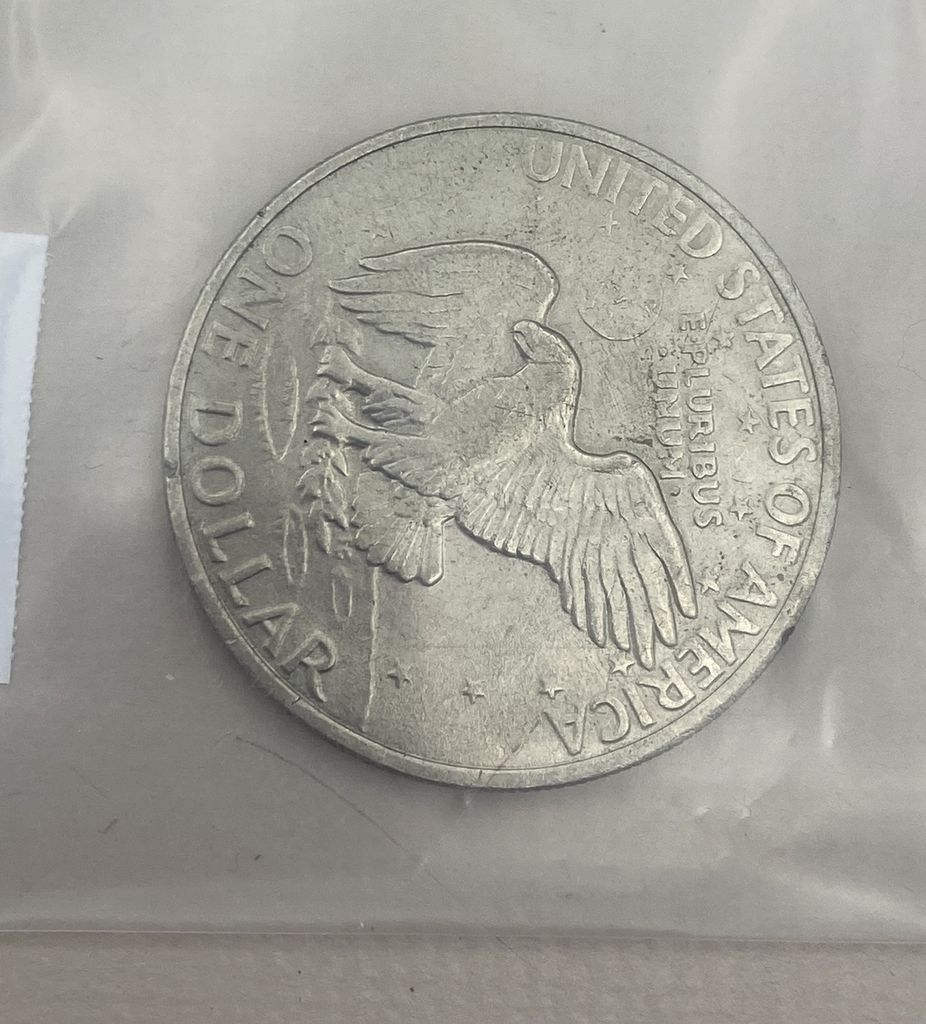 UNITED STATES OF AMERICA
E PLURIBUS
UNUM.
ONE DOLLAR